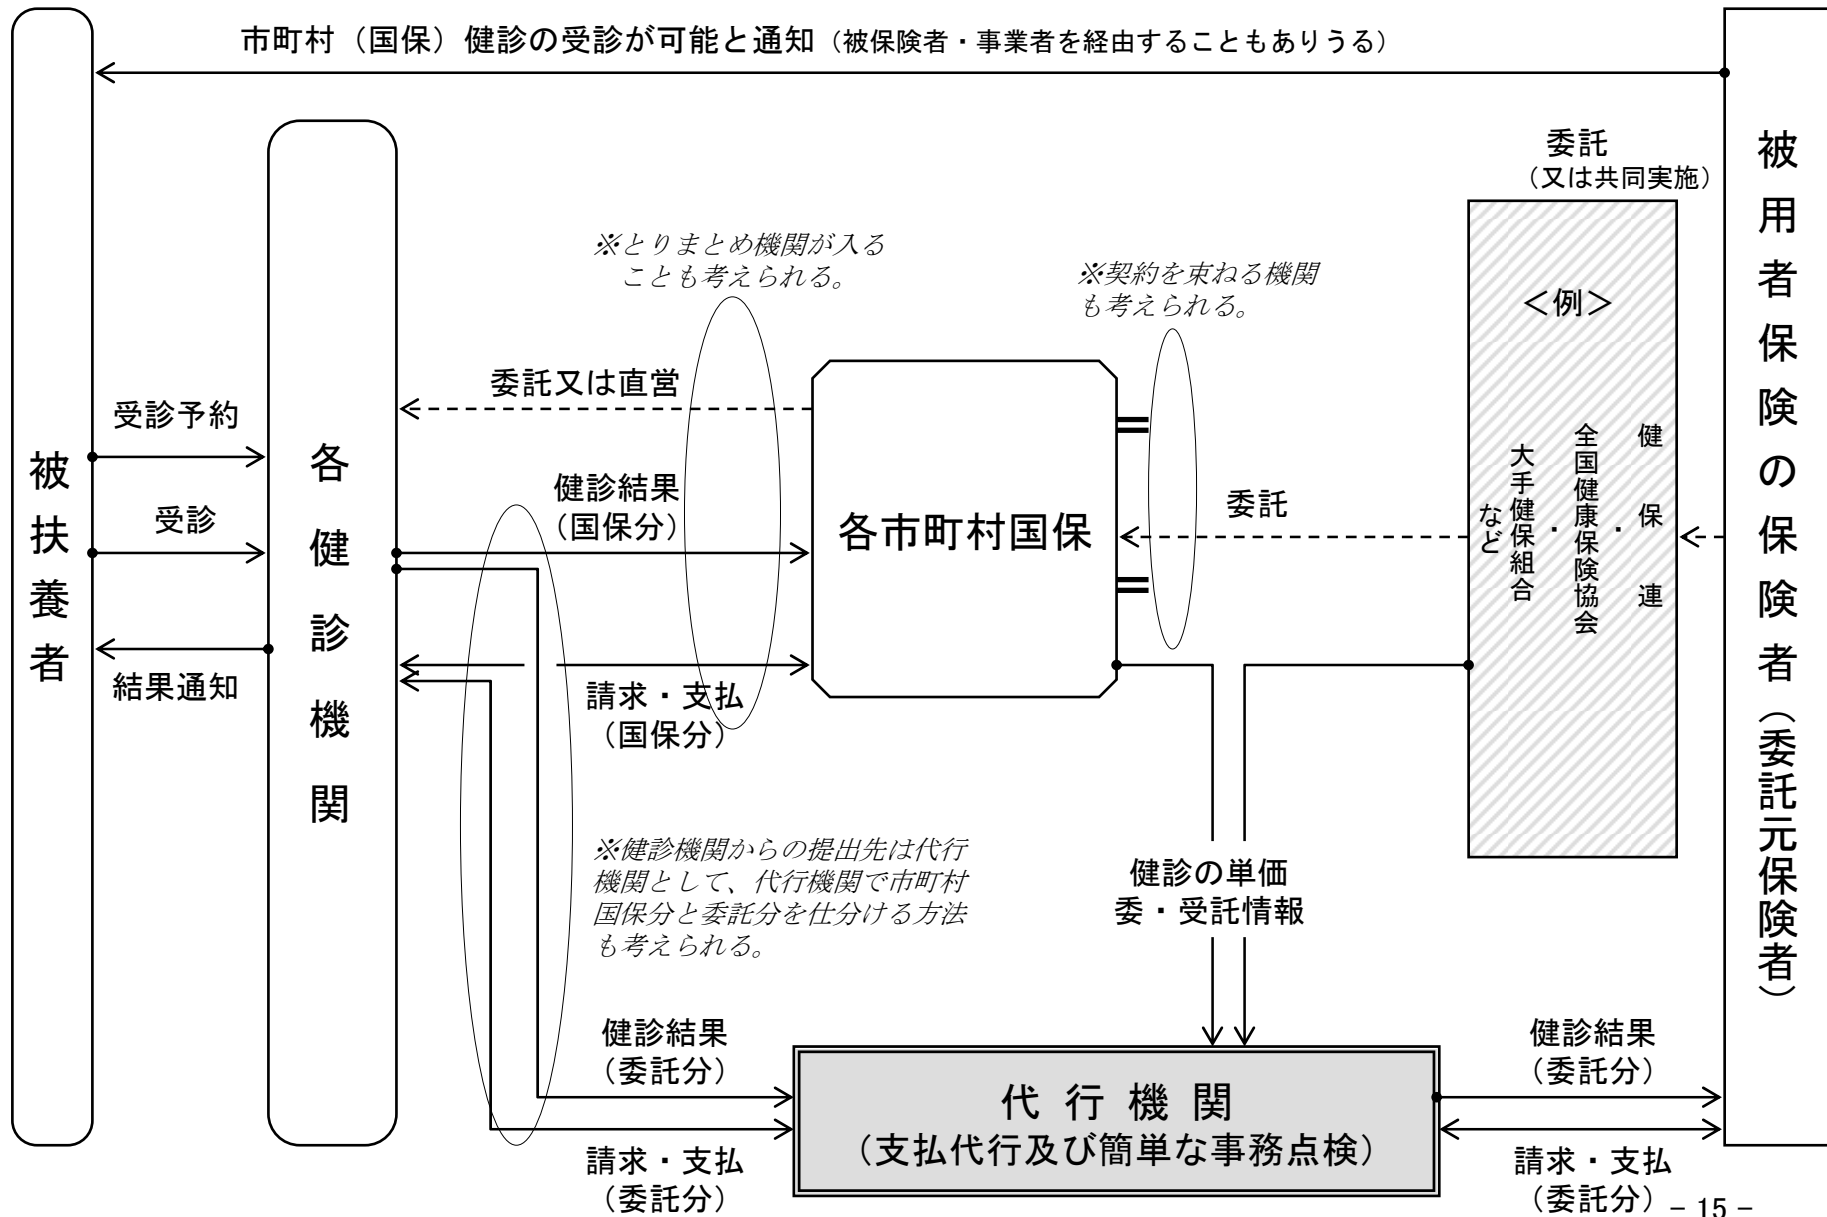 市町村（国保）健診の受診が可能と通知（被保険者・事業者を経由することもありうる）
被扶養者
各健診機関
受診予約
受診
結果通知
※とりまとめ機関が入る
ことも考えられる。
委託又は直営
健診結果
（国保分）
請求・支払
（国保分）
各市町村国保
※契約を束ねる機関
も考えられる。
委託
委託
（又は共同実施）
＜例＞
健保連
・
全国健康保険協会
・
大手健保組合
など
被用者保険の保険者（委託元保険者）
※健診機関からの提出先は代行
機関として、代行機関で市町村
国保分と委託分を仕分ける方法
も考えられる。
健診の単価
委・受託情報
健診結果
（委託分）
請求・支払
（委託分）
代行機関
（支払代行及び簡単な事務点検）
健診結果
（委託分）
請求・支払
（委託分）
- 15 -